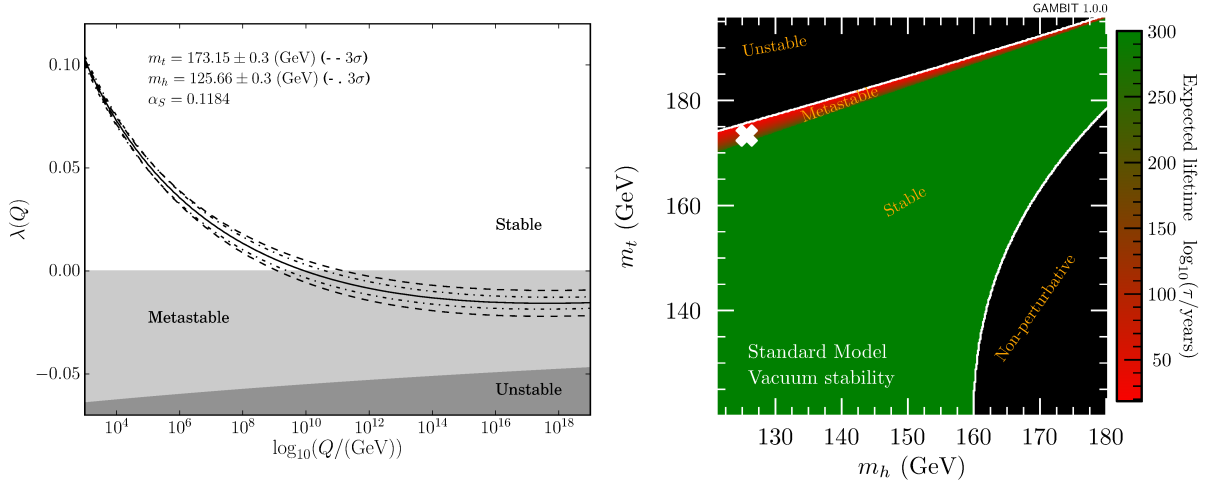 m_t = 173.15 ± 0.3 (GeV) (- - 3σ)
m_h = 125.66 ± 0.3 (GeV) (- . 3σ)
α_S = 0.1184
0.10
0.05
0.00
−0.05
λ(Q)
Stable
Metastable
Unstable
10^4 10^6 10^8 10^10 10^12 10^14 10^16 10^18
log_10(Q/(GeV))
GAMBIT 1.0.0
Unstable
Metastable
Stable
Non-perturbative
Standard Model
Vacuum stability
180
160
140
m_t (GeV)
130 140 150 160 170 180
m_h (GeV)
300
250
200
150
100
50
Expected lifetime log_10(τ/years)